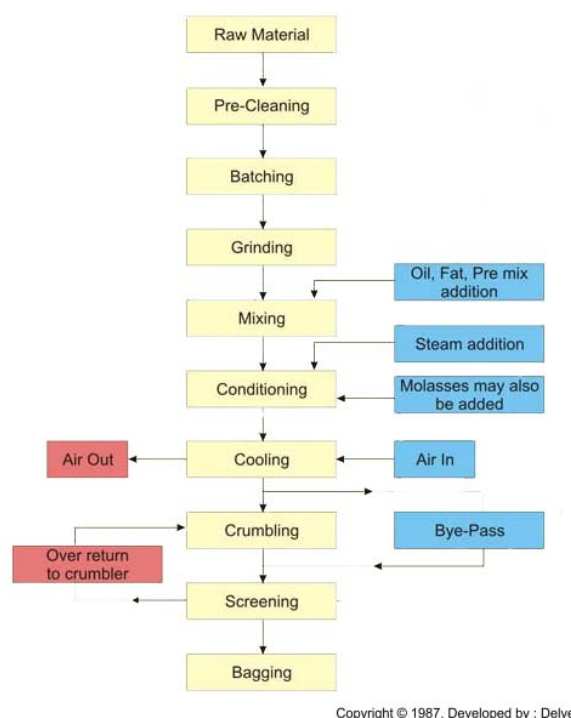 Raw Material
Pre-Cleaning
Batching
Grinding
Oil, Fat, Pre mix
addition
Mixing
Steam addition
Conditioning
Molasses may also
be added
Air Out
Cooling
Air In
Crumbling
Bye-Pass
Over return
to crumbler
Screening
Bagging
Copyright © 1987. Developed by : Delve